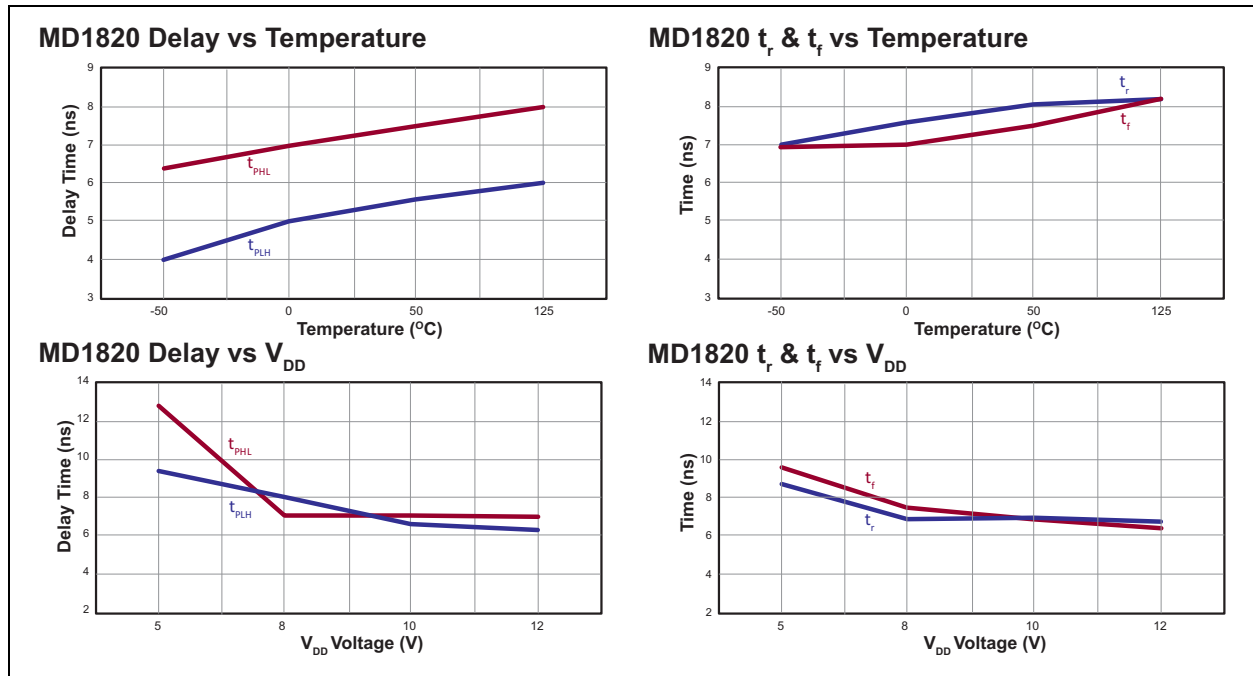 MD1820 Delay vs Temperature
9
8
7
6
5
4
3
Delay Time (ns)
tPHL
tPLH
-50 0 50 125
Temperature (OC)
MD1820 tr & tf vs Temperature
9
8
7
6
5
4
3
Time (ns)
tr
tf
-50 0 50 125
Temperature (OC)
MD1820 Delay vs VDD
14
12
10
8
6
4
2
Delay Time (ns)
tPHL
tPLH
5 8 10 12
VDD Voltage (V)
MD1820 tr & tf vs VDD
14
12
10
8
6
4
2
Time (ns)
tf
tr
5 8 10 12
VDD Voltage (V)